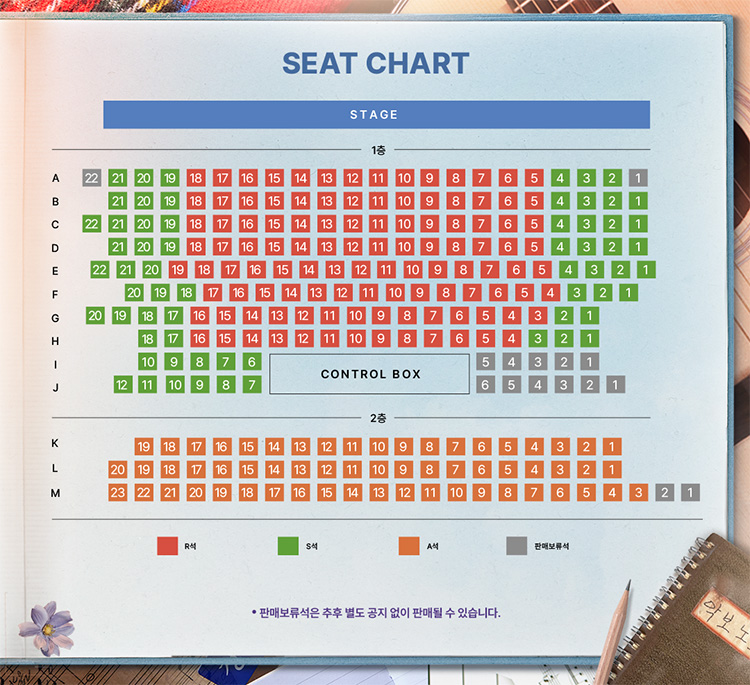 SEAT CHART
STAGE
1층
A 22 21 20 19 18 17 16 15 14 13 12 11 10 9 8 7 6 5 4 3 2 1
B 21 20 19 18 17 16 15 14 13 12 11 10 9 8 7 6 5 4 3 2 1
C 22 21 20 19 18 17 16 15 14 13 12 11 10 9 8 7 6 5 4 3 2 1
D 21 20 19 18 17 16 15 14 13 12 11 10 9 8 7 6 5 4 3 2 1
E 22 21 20 19 18 17 16 15 14 13 12 11 10 9 8 7 6 5 4 3 2 1
F 20 19 18 17 16 15 14 13 12 11 10 9 8 7 6 5 4 3 2 1
G 20 19 18 17 16 15 14 13 12 11 10 9 8 7 6 5 4 3 2 1
H 18 17 16 15 14 13 12 11 10 9 8 7 6 5 4 3 2 1
I 10 9 8 7 6 5 4 3 2 1
CONTROL BOX
J 12 11 10 9 8 7 6 5 4 3 2 1
2층
K 19 18 17 16 15 14 13 12 11 10 9 8 7 6 5 4 3 2 1
L 20 19 18 17 16 15 14 13 12 11 10 9 8 7 6 5 4 3 2 1
M 23 22 21 20 19 18 17 16 15 14 13 12 11 10 9 8 7 6 5 4 3 2 1
R석 S석 A석 판매보류석
• 판매보류석은 추후 별도 공지 없이 판매될 수 있습니다.
악보 노